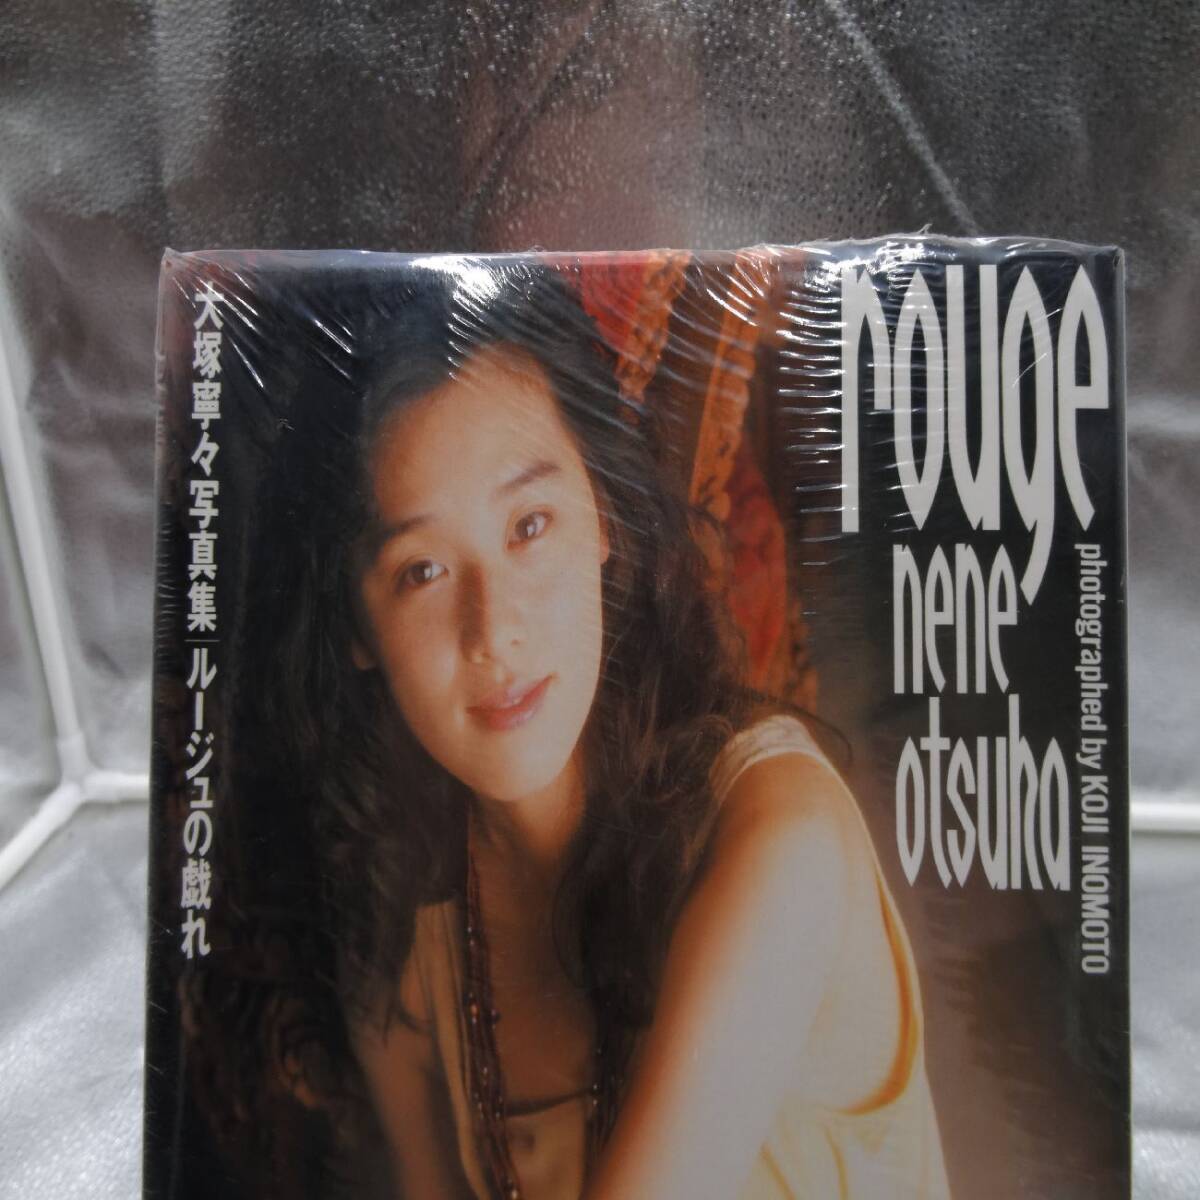 大塚寧々写真集|ルージュの戯れ
rouge
nene
otsuka
photographed by KOJI INOMOTO